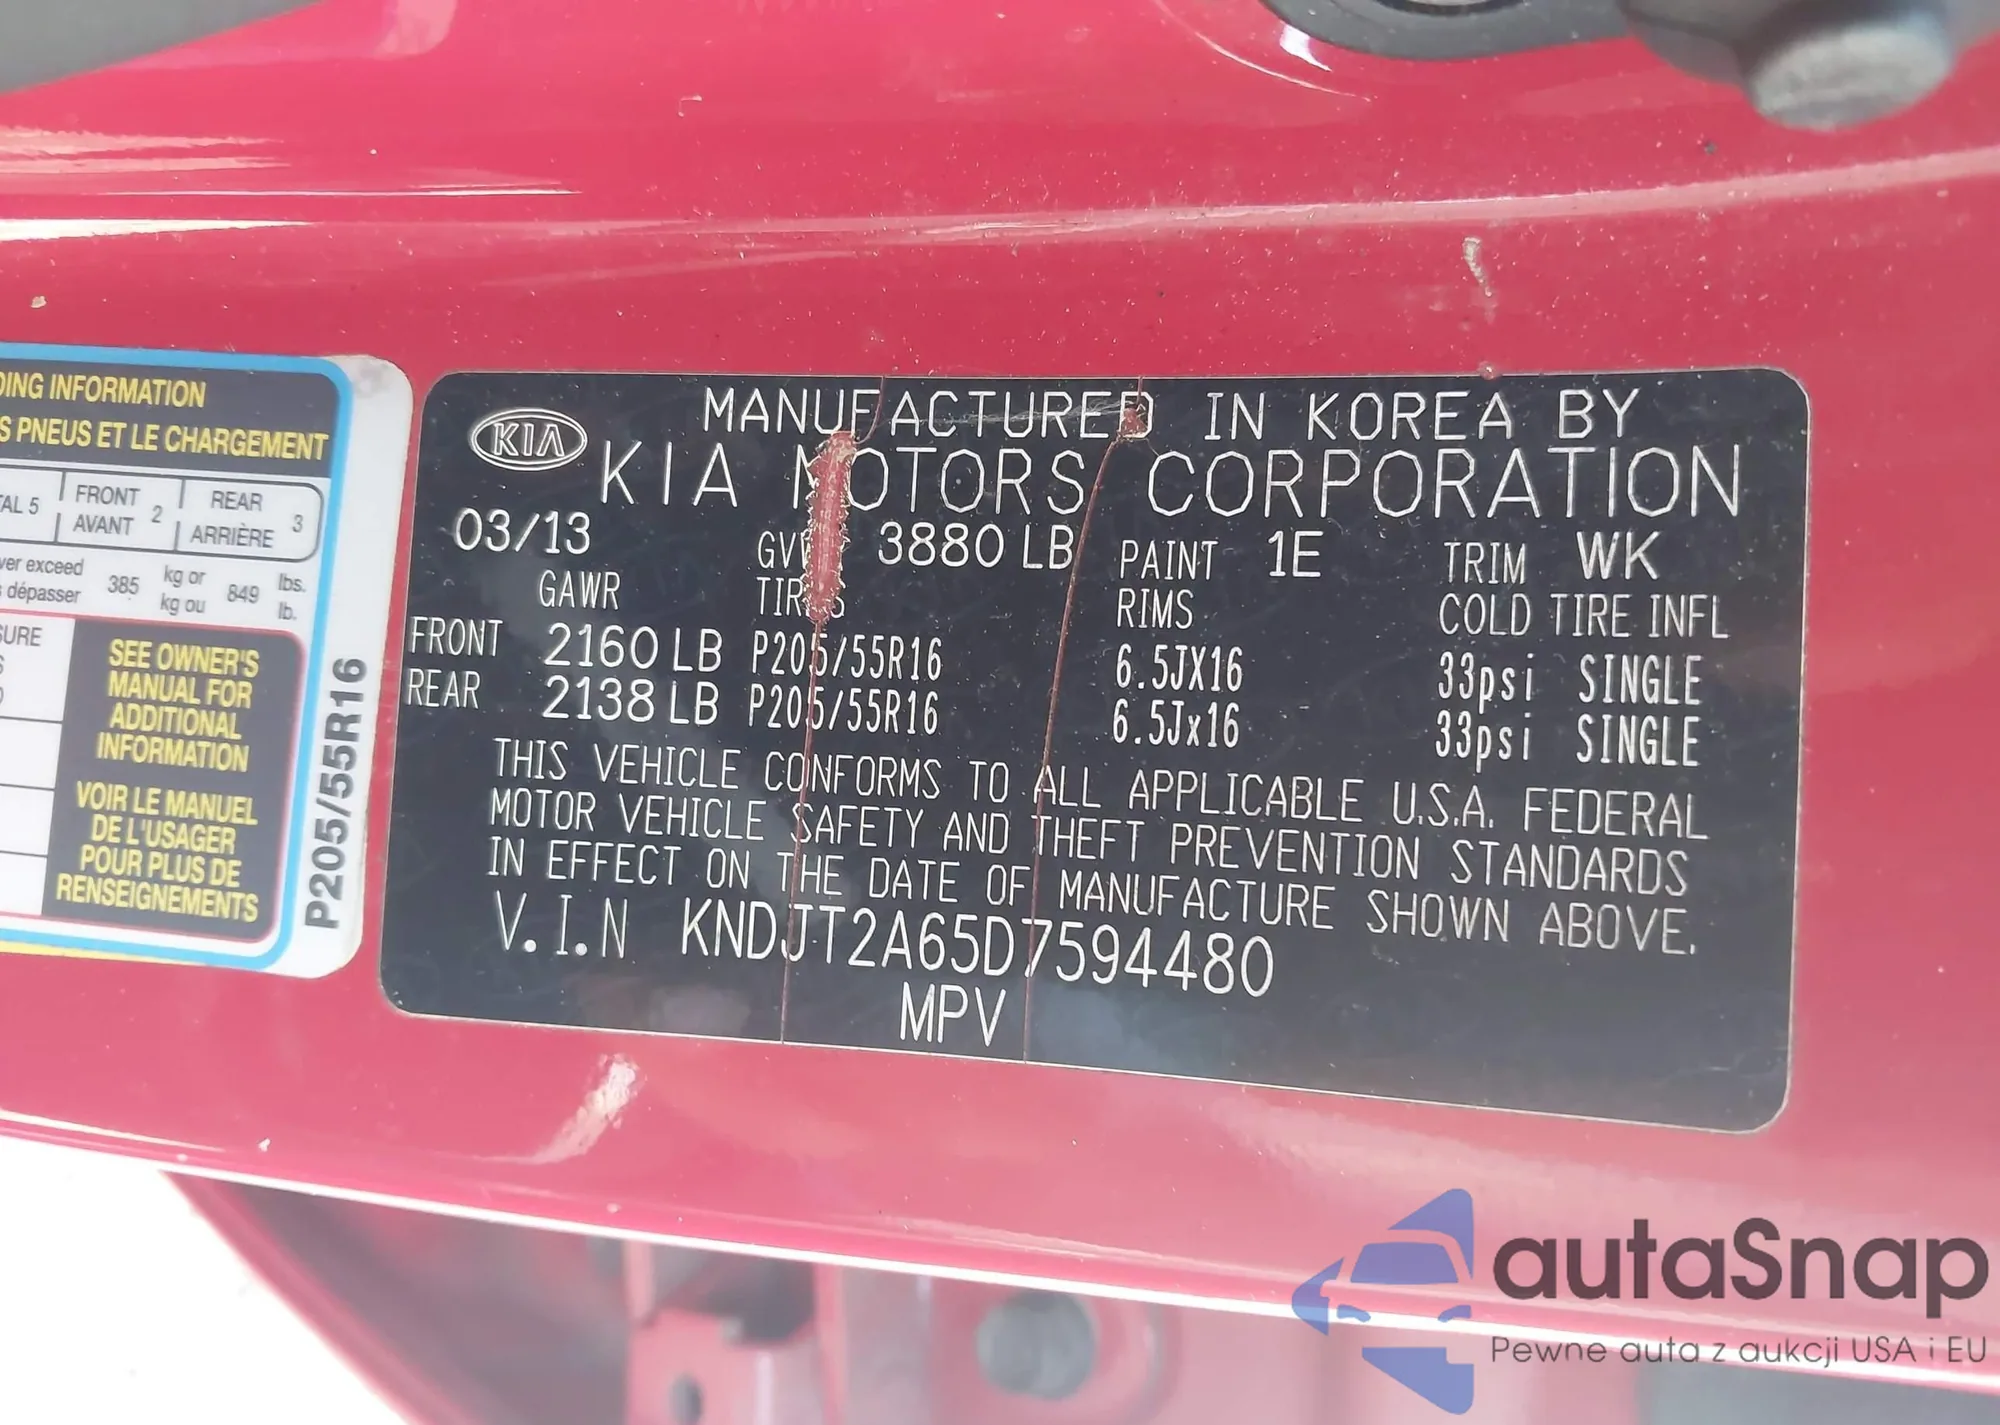 DING INFORMATION
S PNEUS ET LE CHARGEMENT
TAL 5 FRONT AVANT 2 REAR ARRIÈRE 3
ver exceed
s dépasser 385 kg or kg ou 849 lbs. lb.
SURE
SEE OWNER'S
MANUAL FOR
ADDITIONAL
INFORMATION
VOIR LE MANUEL
DE L'USAGER
POUR PLUS DE
RENSEIGNEMENTS
P205/55R16
KIA
MANUFACTURED IN KOREA BY
KIA MOTORS CORPORATION
03/13 GVW 3880 LB PAINT 1E TRIM WK
GAWR TIRES RIMS COLD TIRE INFL
FRONT 2160 LB P205/55R16 6.5JX16 33psi SINGLE
REAR 2138 LB P205/55R16 6.5Jx16 33psi SINGLE
THIS VEHICLE CONFORMS TO ALL APPLICABLE U.S.A. FEDERAL
MOTOR VEHICLE SAFETY AND THEFT PREVENTION STANDARDS
IN EFFECT ON THE DATE OF MANUFACTURE SHOWN ABOVE.
V.I.N KNDJT2A65D7594480
MPV
autaSnap
Pewne auta z aukcji USA i EU